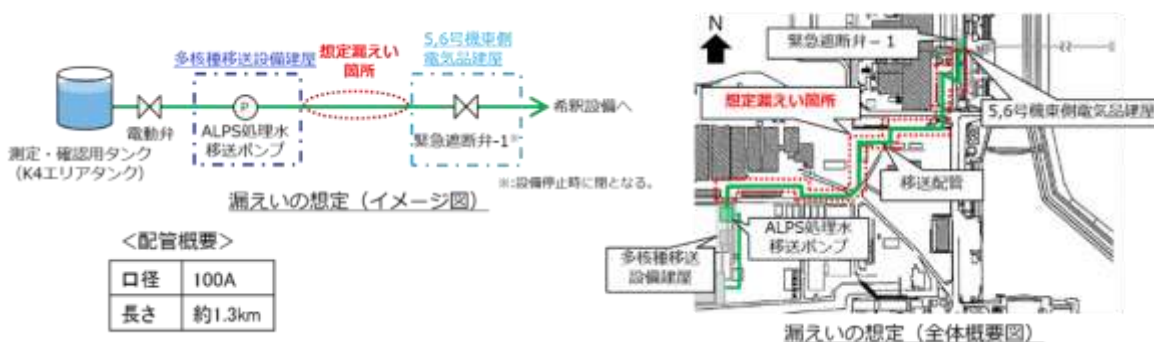 多核種移送設備建屋
想定漏えい
箇所
5,6号機東側
電気品建屋
P
希釈設備へ
電動弁
ALPS処理水
移送ポンプ
緊急遮断弁-1※
測定・確認用タンク
（K4エリアタンク）
※:設備停止時に閉となる。
漏えいの想定（イメージ図）
＜配管概要＞
口径 100A
長さ 約1.3km
N
緊急遮断弁－1
想定漏えい箇所
5,6号機東側電気品建屋
移送配管
ALPS処理水
移送ポンプ
多核種移送
設備建屋
漏えいの想定（全体概要図）